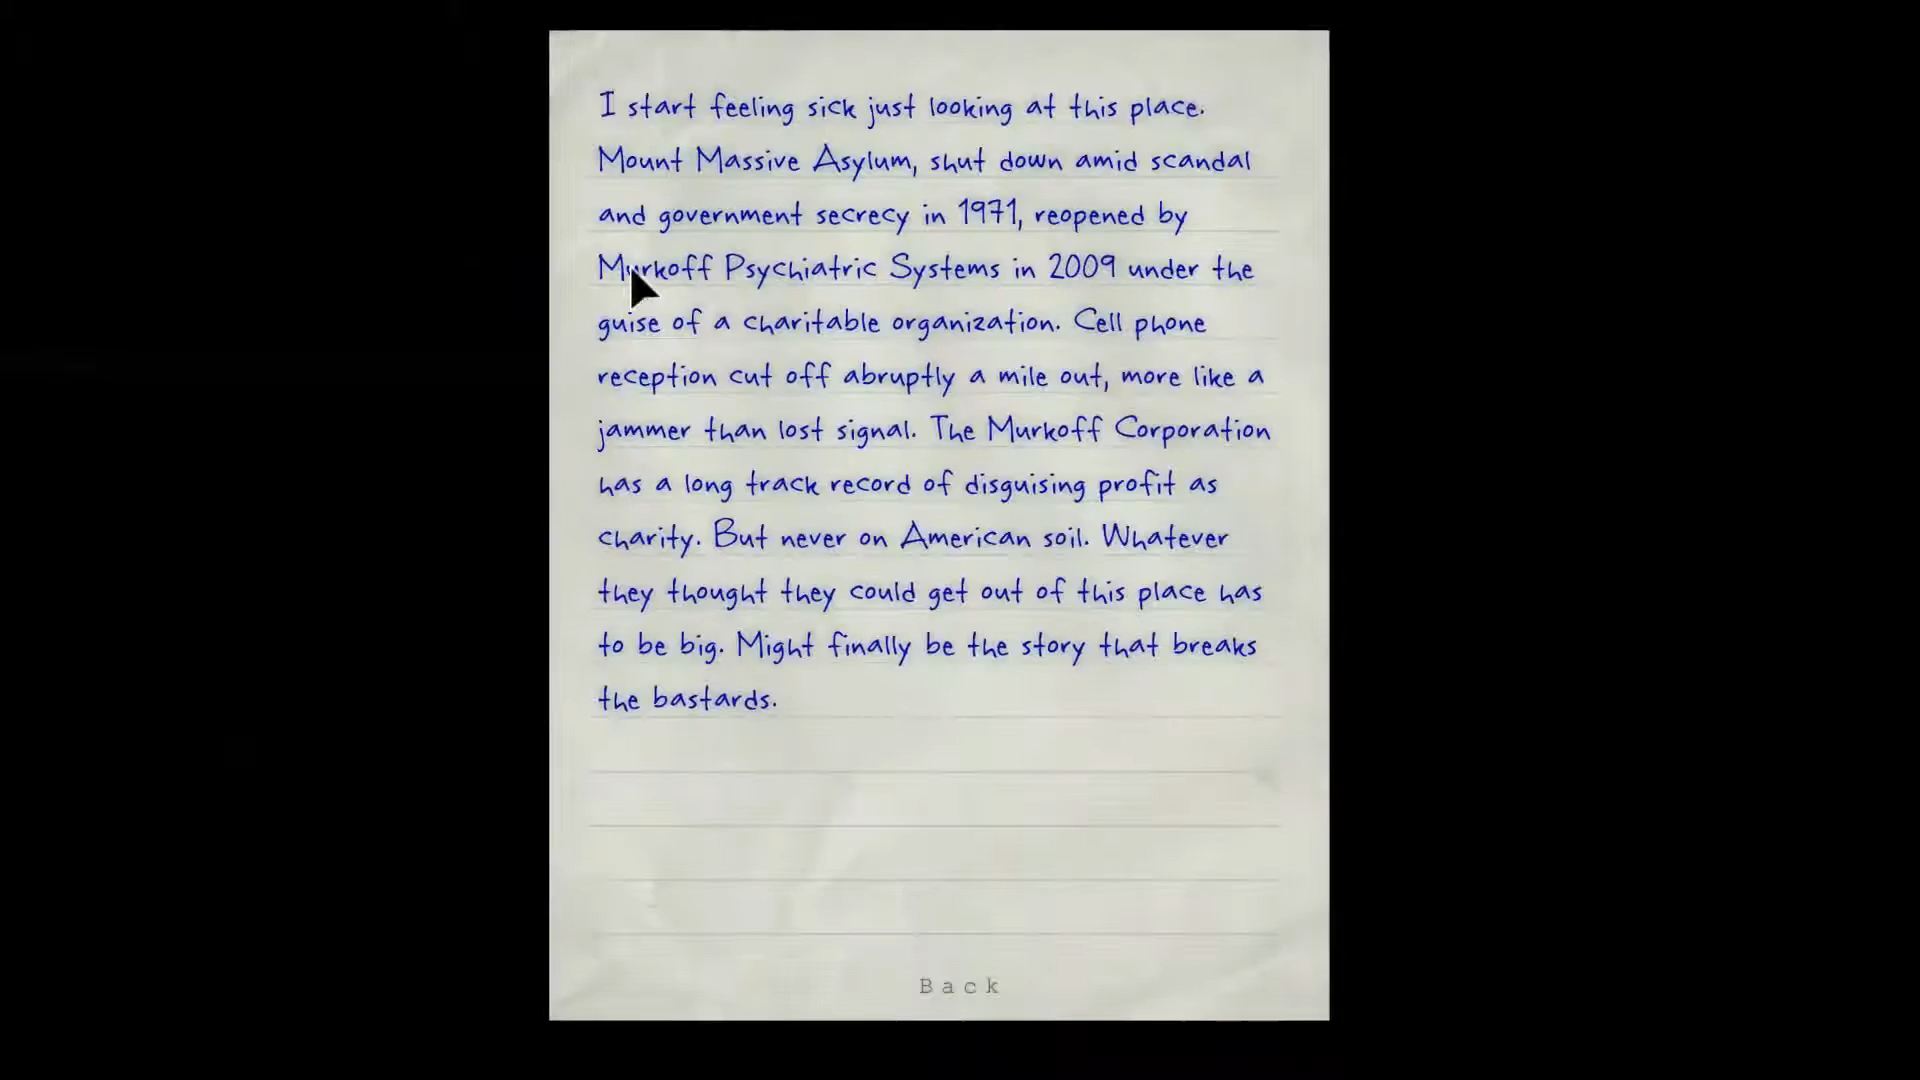 I start feeling sick just looking at this place.
Mount Massive Asylum, shut down amid scandal
and government secrecy in 1971, reopened by
Murkoff Psychiatric Systems in 2009 under the
guise of a charitable organization. Cell phone
reception cut off abruptly a mile out, more like a
jammer than lost signal. The Murkoff Corporation
has a long track record of disguising profit as
charity. But never on American soil. Whatever
they thought they could get out of this place has
to be big. Might finally be the story that breaks
the bastards.
Back